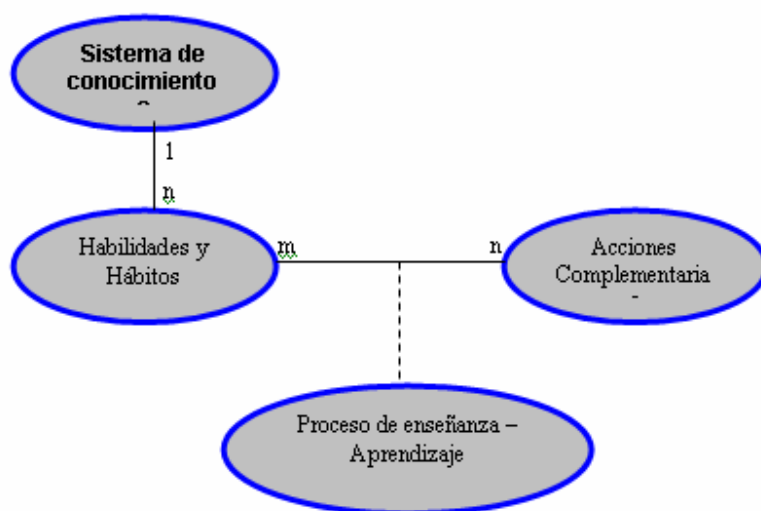 Sistema de
conocimiento
1
n
Habilidades y
Hábitos
m
n
Acciones
Complementaria
Proceso de enseñanza –
Aprendizaje